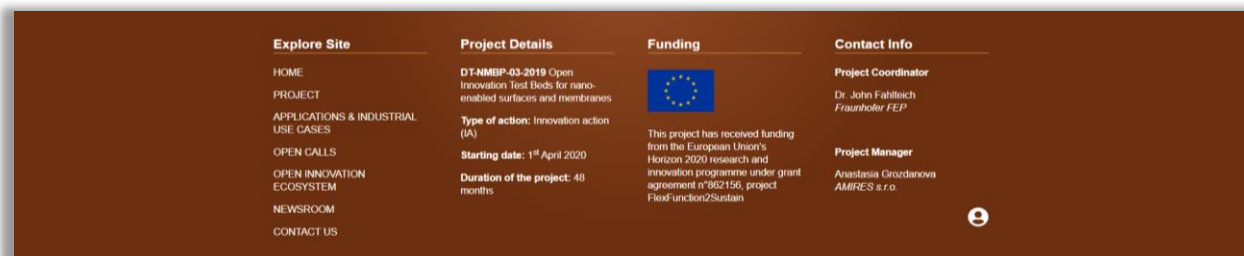 Explore Site
HOME
PROJECT
APPLICATIONS & INDUSTRIAL
USE CASES
OPEN CALLS
OPEN INNOVATION
ECOSYSTEM
NEWSROOM
CONTACT US
Project Details
DT-NMBP-03-2019 Open
Innovation Test Beds for nano-
enabled surfaces and membranes
Type of action: Innovation action
(IA)
Starting date: 1st April 2020
Duration of the project: 48
months
Funding
This project has received funding
from the European Union's
Horizon 2020 research and
innovation programme under grant
agreement n°862156, project
FlexFunction2Sustain
Contact Info
Project Coordinator
Dr. John Fahlteich
Fraunhofer FEP
Project Manager
Anastasia Grozdanova
AMIRES s.r.o.